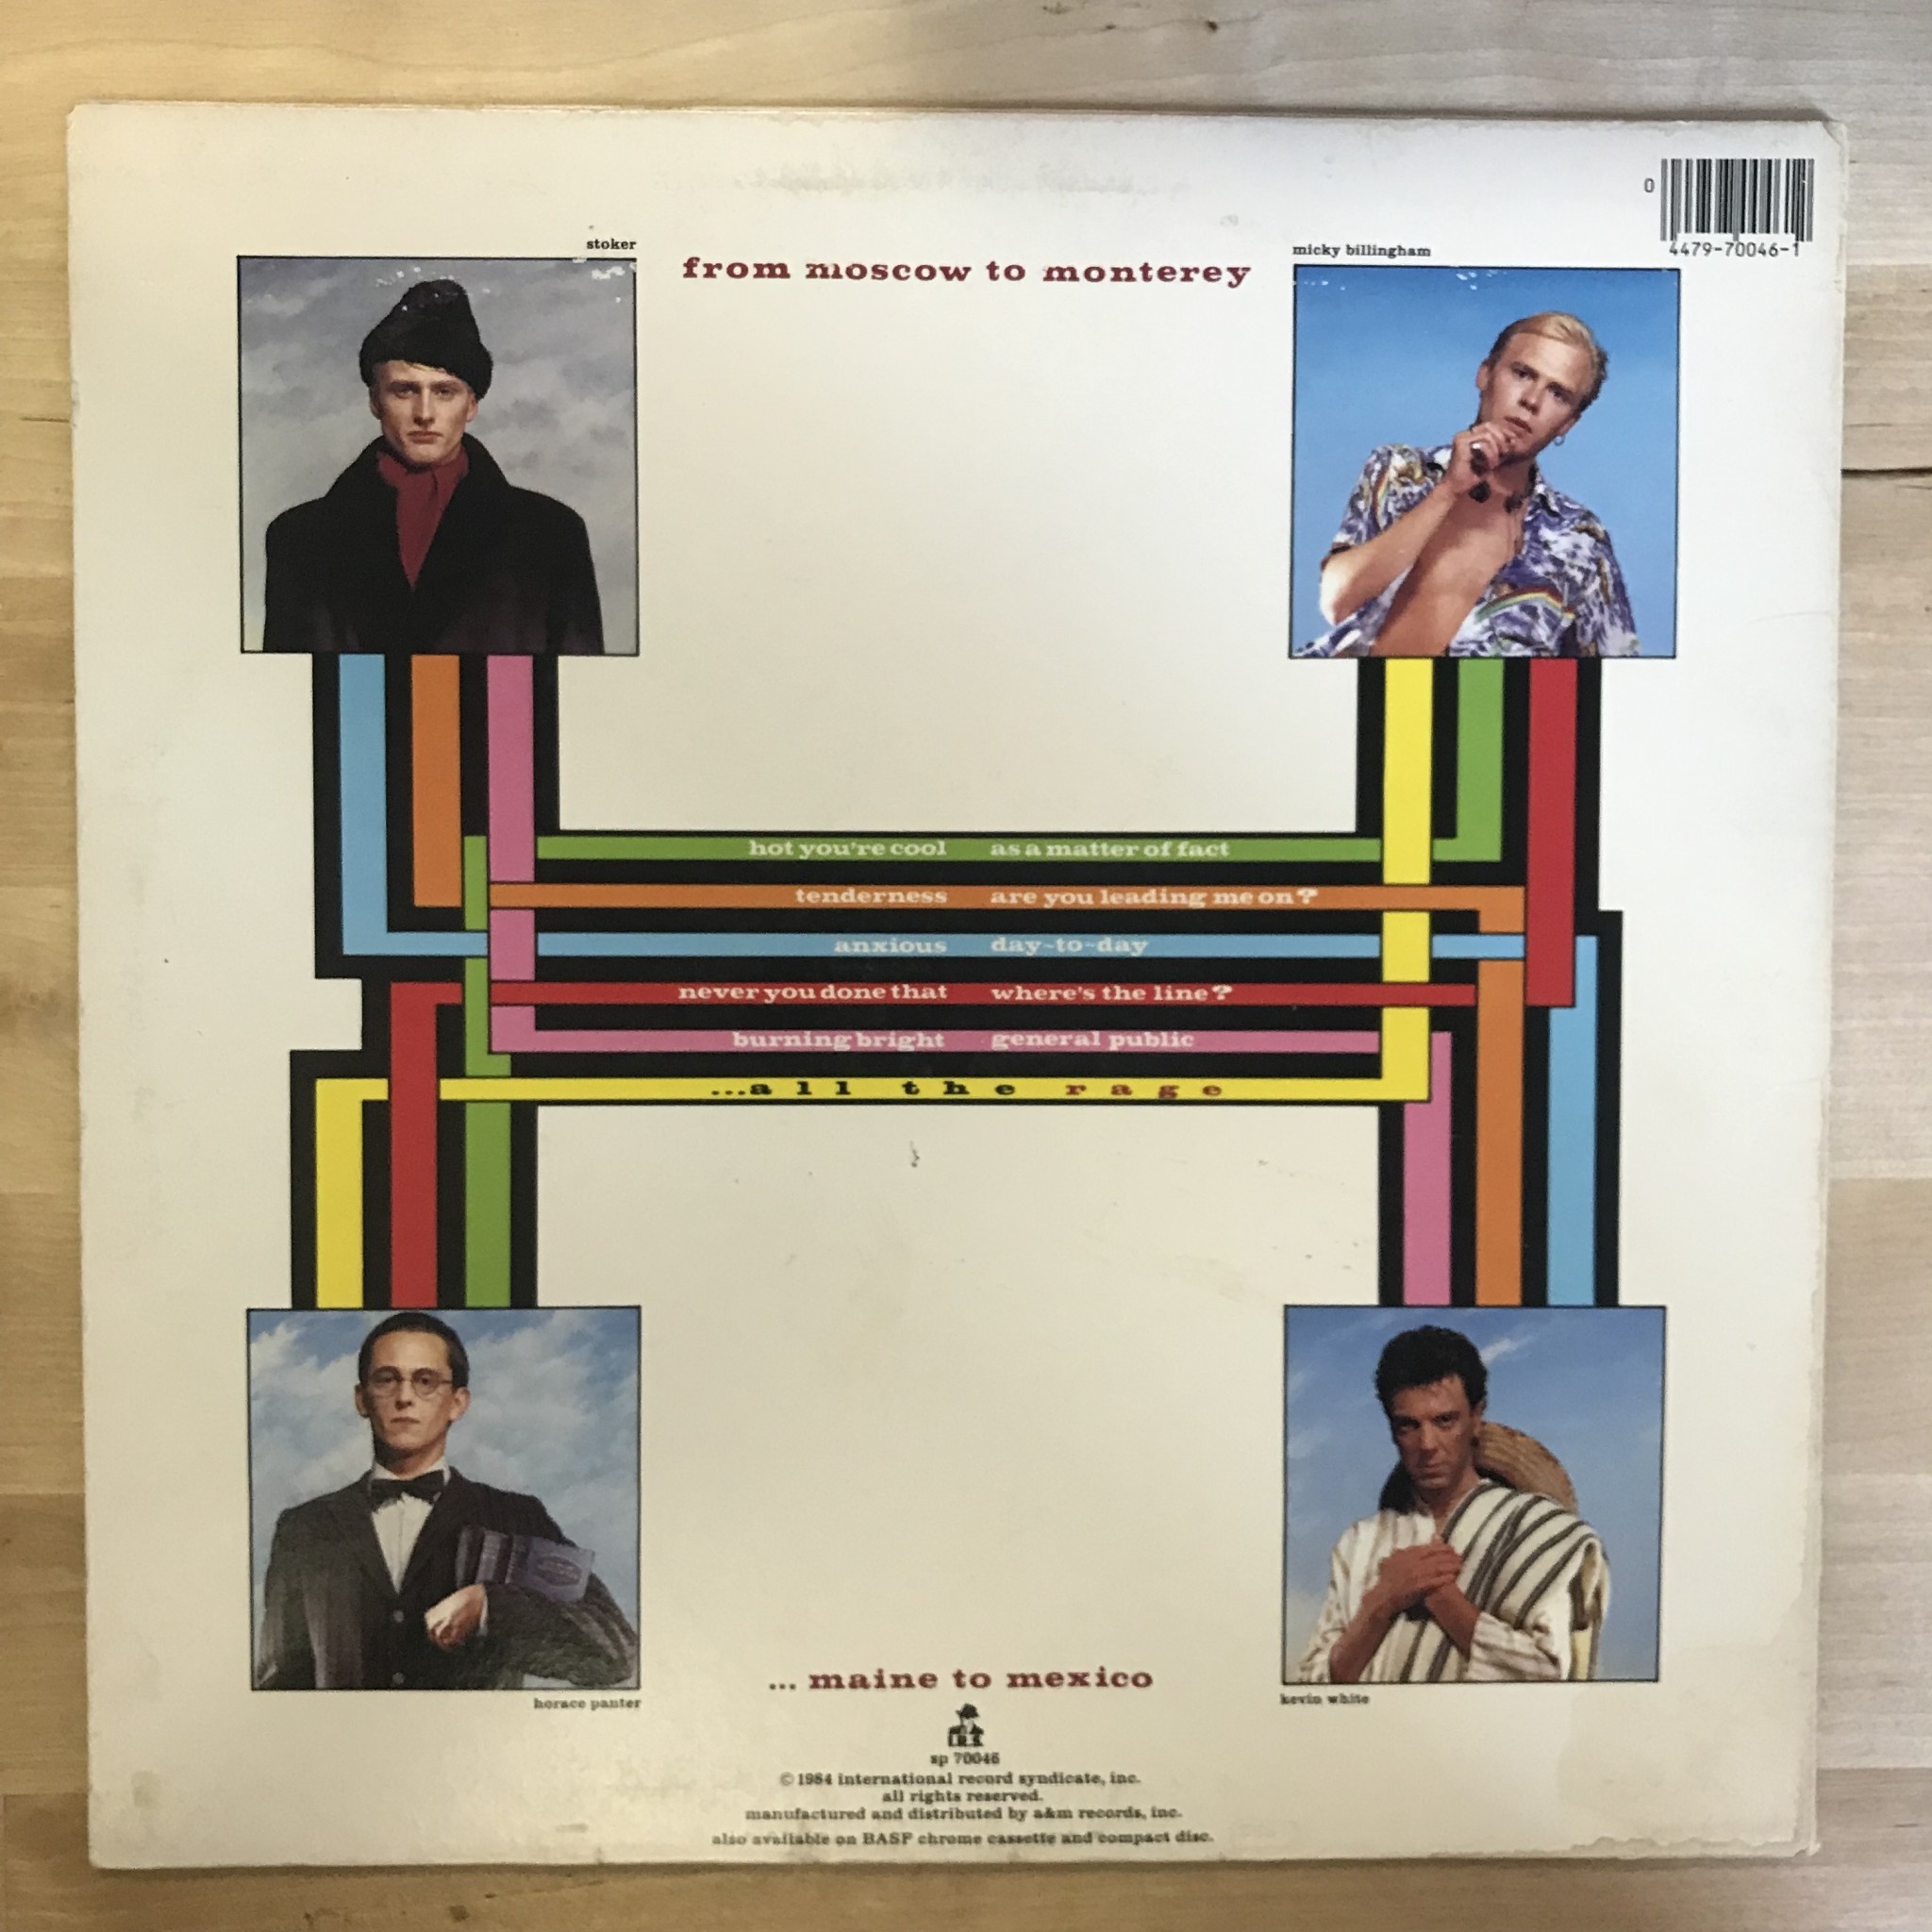 0
4479-70046-1
stoker
from moscow to monterey
micky billingham
hot you're cool as a matter of fact
tenderness are you leading me on?
anxious day-to-day
never you done that where's the line?
burning bright general public
...all the rage
... maine to mexico
horace panter
kevin white
I.R.S.
sp 70046
©1984 international record syndicate, inc.
all rights reserved.
manufactured and distributed by a&m records, inc.
also available on BASF chrome cassette and compact disc.